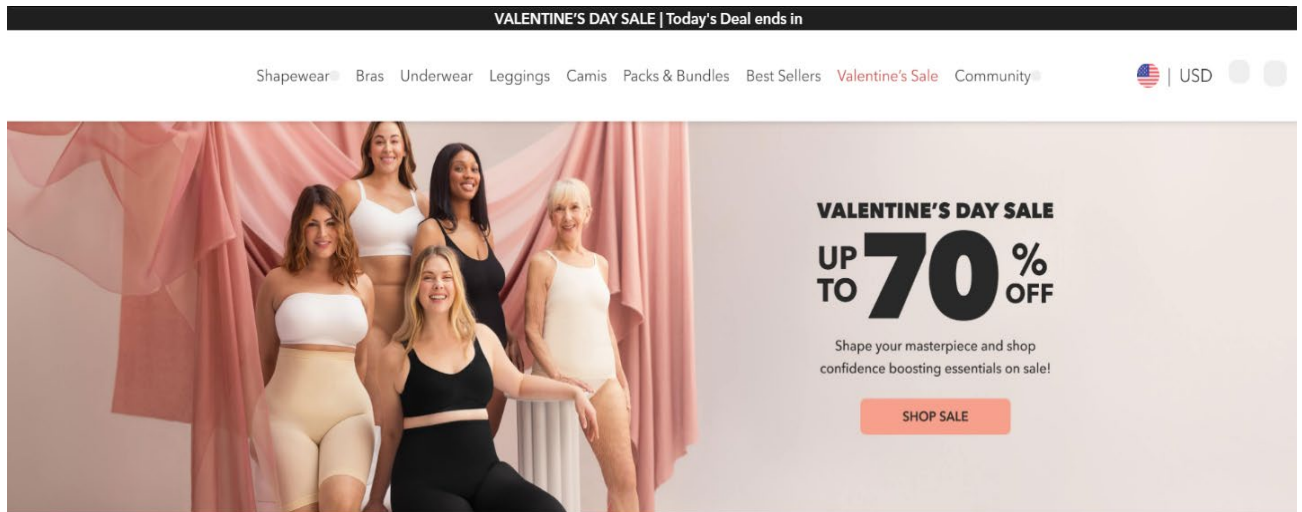 VALENTINE'S DAY SALE | Today's Deal ends in
Shapewear Bras Underwear Leggings Camis Packs & Bundles Best Sellers Valentine's Sale Community | USD
VALENTINE'S DAY SALE
UP TO 70% OFF
Shape your masterpiece and shop
confidence boosting essentials on sale!
SHOP SALE